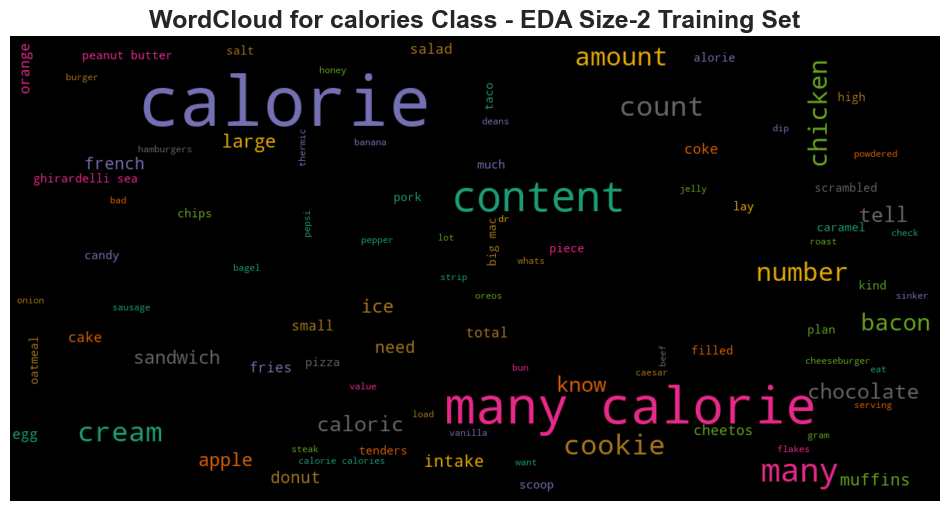 WordCloud for calories Class - EDA Size-2 Training Set
orange
peanut butter
salt
salad
amount
alorie
burger
honey
calorie
taco
count
chicken
high
deans
dip
large
thermic
banana
hamburgers
french
much
coke
powdered
ghirardelli sea
jelly
scrambled
bad
chips
pork
content
lay
tell
pepsi
dr
caramel
check
pepper
lot
big mac
piece
roast
candy
whats
bagel
strip
number
kind
onion
sausage
ice
oreos
sinker
small
bacon
cake
total
plan
oatmeal
sandwich
need
filled
fries
pizza
beef
cheeseburger
bun
caesar
eat
value
know
chocolate
many calorie
serving
load
caloric
egg
cream
vanilla
cheetos
gram
cookie
steak
tenders
flakes
apple
calorie calories
intake
want
many
donut
scoop
muffins